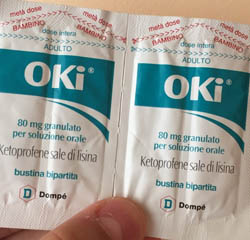 metà dose metà dose
BAMBINO BAMBINO BAMBINO
dose intera dose intera
ADULTO ADULTO
OKi® OKi®
80 mg granulato 80 mg granulato
per soluzione orale per soluzione orale
Ketoprofene sale di lisina Ketoprofene sale di lisina
bustina bipartita bustina bipartita
D Dompé D Dompé